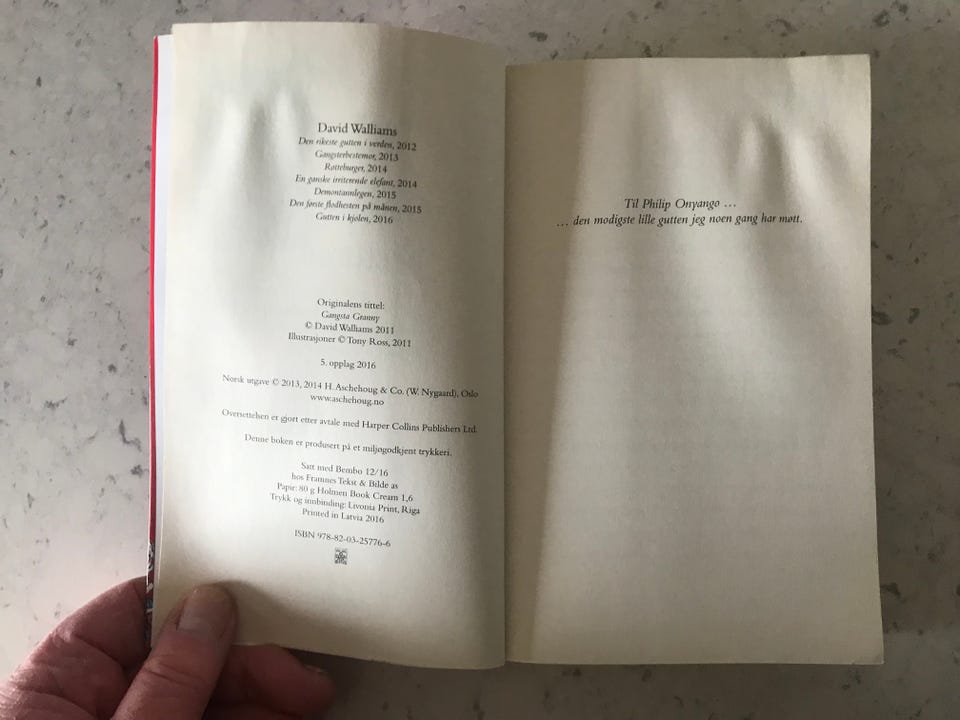 David Walliams
Den rikeste gutten i verden, 2012
Gangsterbestemor, 2013
Rotteburger, 2014
En ganske irriterende elefant, 2014
Demontannlegen, 2015
Den første flodhesten på månen, 2015
Gutten i kjolen, 2016
Originalens tittel:
Gangsta Granny
© David Walliams 2011
Illustrasjoner © Tony Ross, 2011
5. opplag 2016
Norsk utgave © 2013, 2014 H. Aschehoug & Co. (W. Nygaard), Oslo
www.aschehoug.no
Oversettelsen er gjort etter avtale med Harper Collins Publishers Ltd.
Denne boken er produsert på et miljøgodkjent trykkeri.
Satt med Bembo 12/16
hos Framnes Tekst & Bilde as
Papir: 80 g Holmen Book Cream 1,6
Trykk og innbinding: Livonia Print, Riga
Printed in Latvia 2016
ISBN 978-82-03-25776-6
Til Philip Onyango …
… den modigste lille gutten jeg noen gang har møtt.